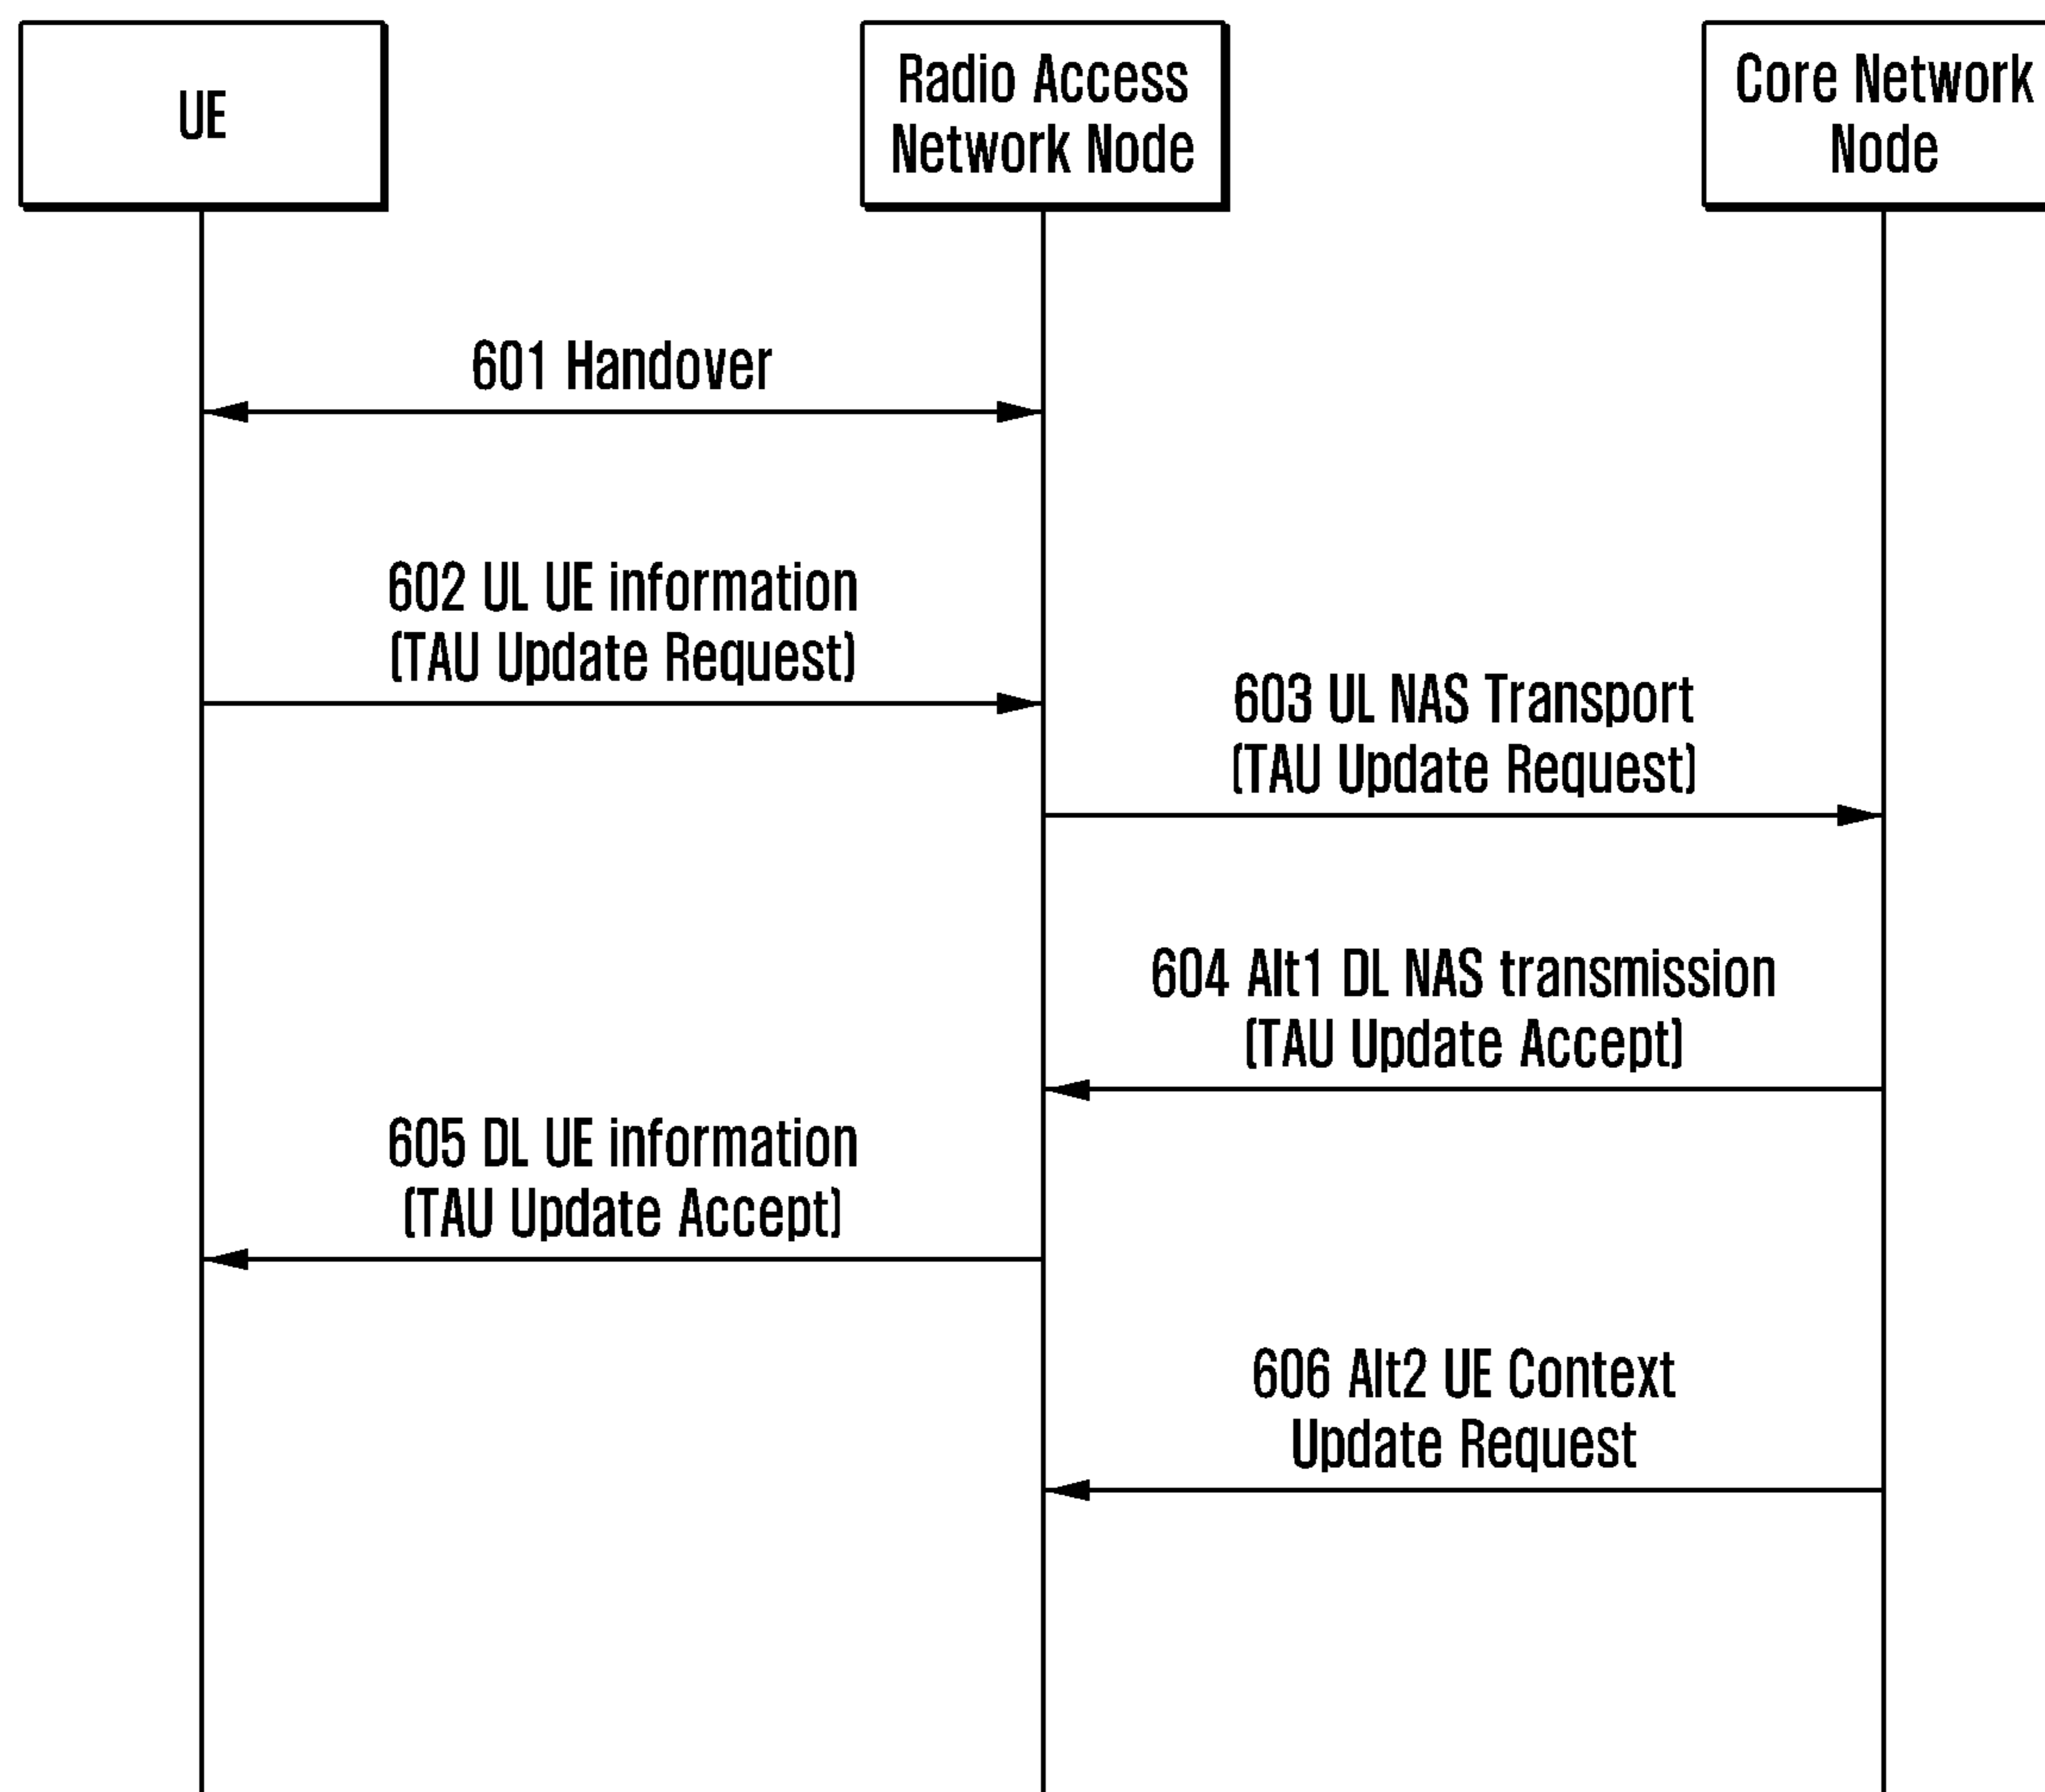 UE
Radio Access
Network Node
Core Network
Node
601 Handover
602 UL UE information
(TAU Update Request)
603 UL NAS Transport
(TAU Update Request)
604 Alt1 DL NAS transmission
(TAU Update Accept)
605 DL UE information
(TAU Update Accept)
606 Alt2 UE Context
Update Request